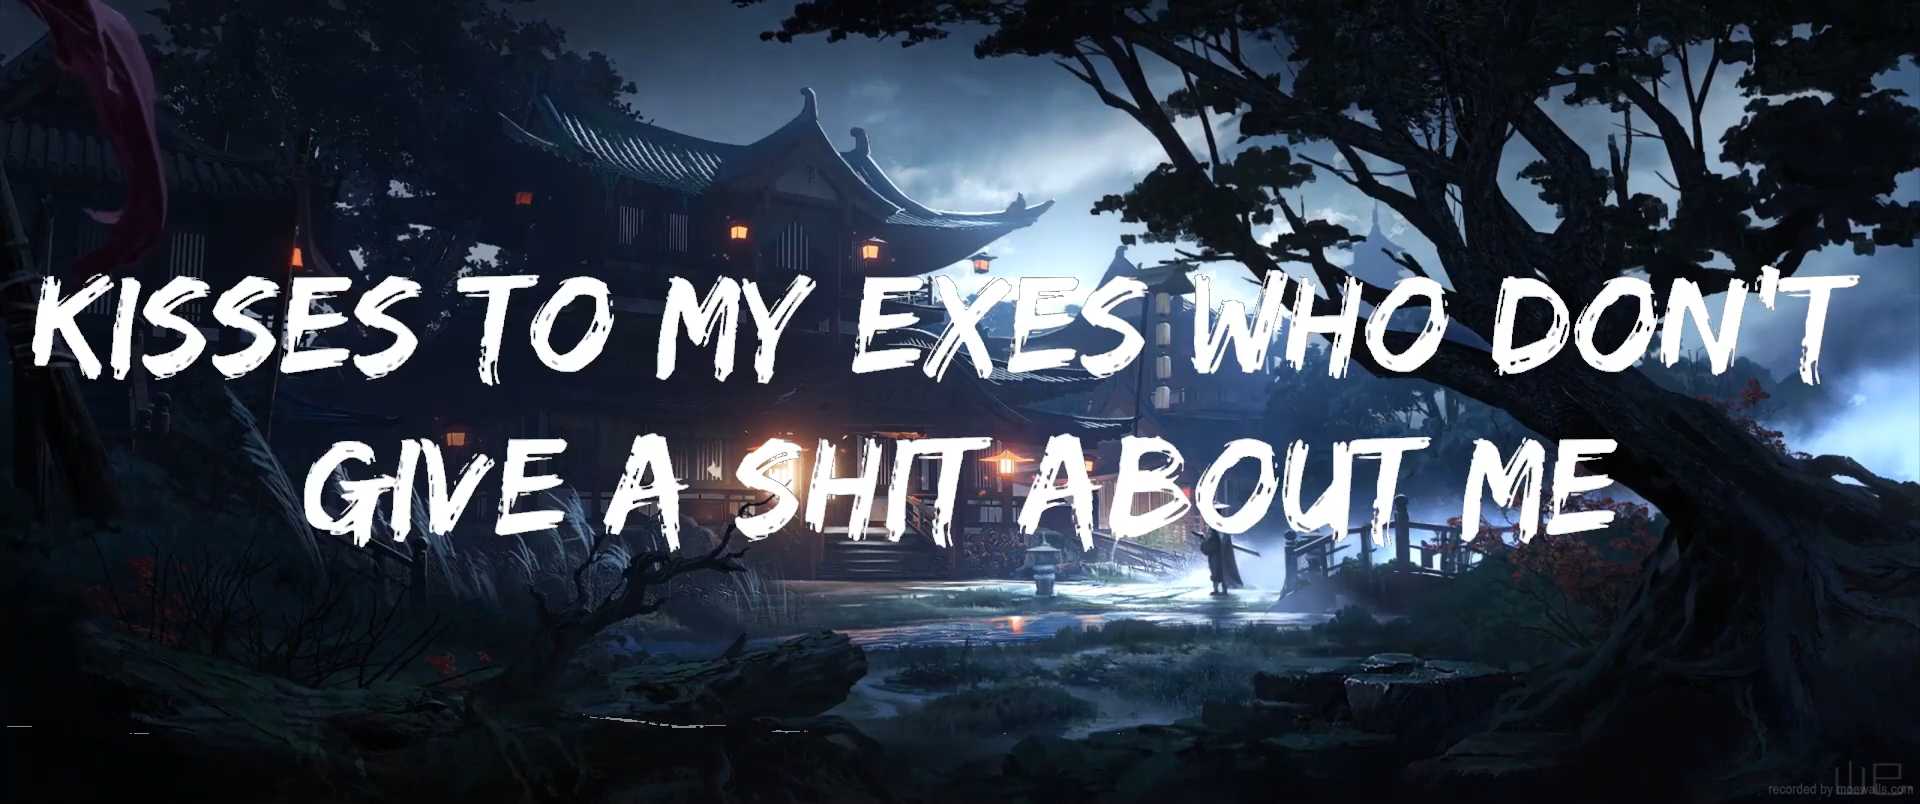 KISSES TO MY EXES WHO DON'T
GIVE A SHIT ABOUT ME
recorded by moewalls.com